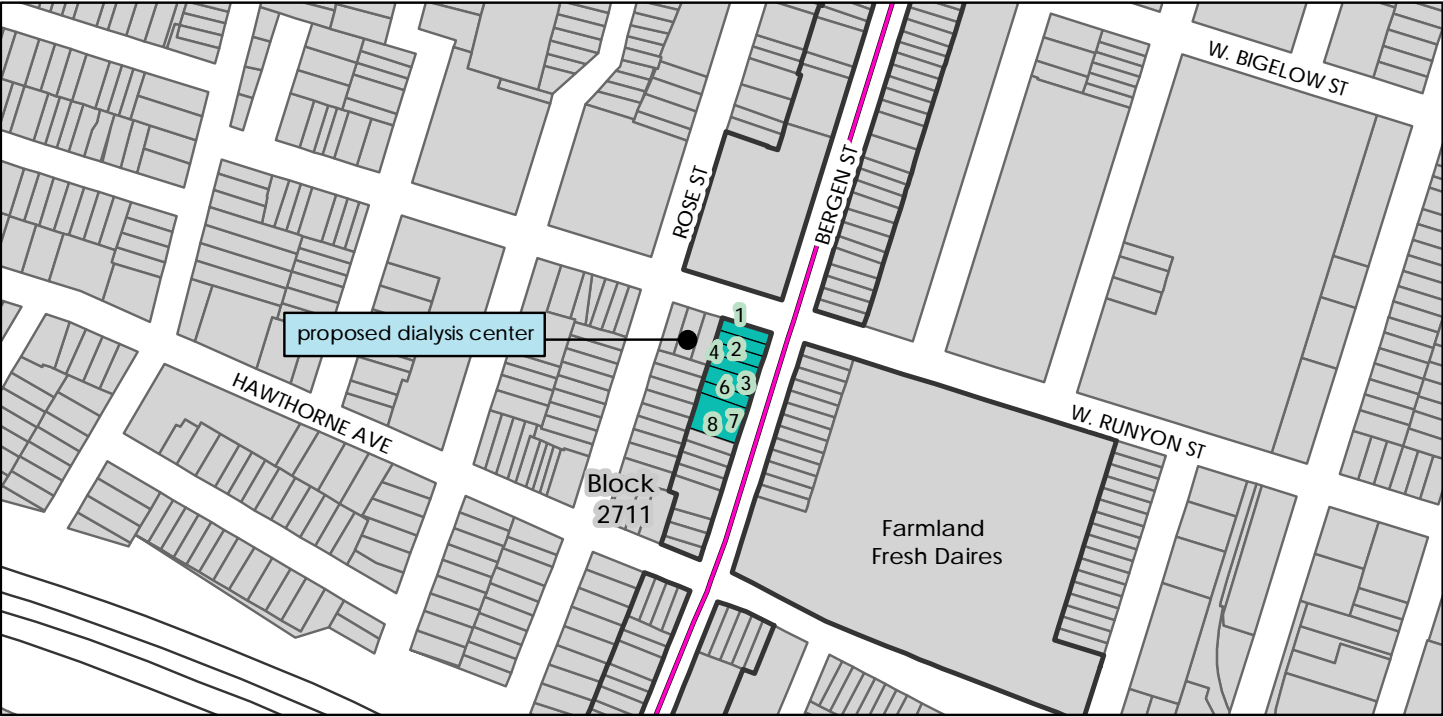 W. BIGELOW ST
ROSE ST
BERGEN ST
proposed dialysis center
1
4 2
6 3
8 7
HAWTHORNE AVE
W. RUNYON ST
Block
2711
Farmland
Fresh Daires